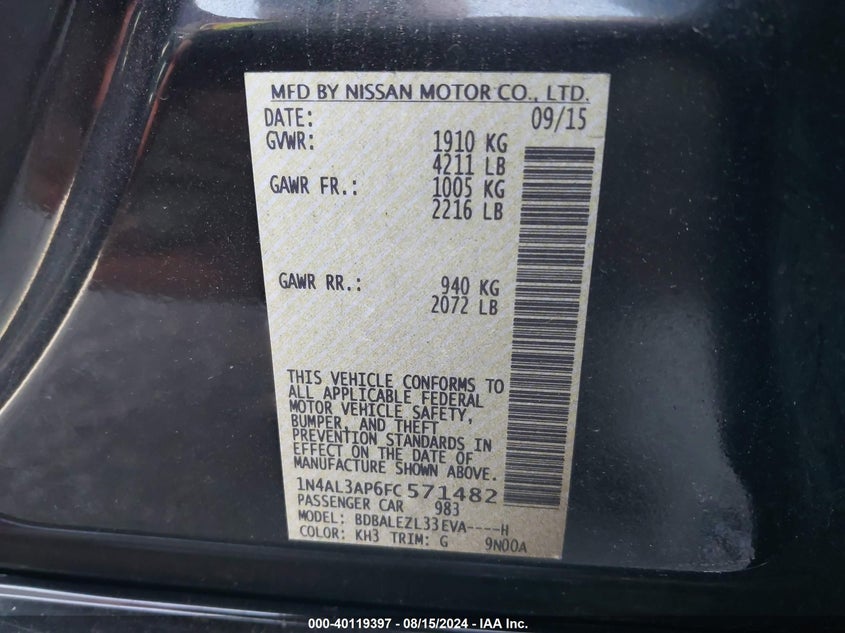 MFD BY NISSAN MOTOR CO., LTD.
DATE: 09/15
GVWR: 1910 KG
4211 LB
GAWR FR.: 1005 KG
2216 LB
GAWR RR.: 940 KG
2072 LB
THIS VEHICLE CONFORMS TO
ALL APPLICABLE FEDERAL
MOTOR VEHICLE SAFETY,
BUMPER, AND THEFT
PREVENTION STANDARDS IN
EFFECT ON THE DATE OF
MANUFACTURE SHOWN ABOVE.
1N4AL3AP6FC571482
PASSENGER CAR 983
MODEL: BDBALEZL33EVA----H
COLOR: KH3 TRIM: G 9N00A
000-40119397 - 08/15/2024 - IAA Inc.